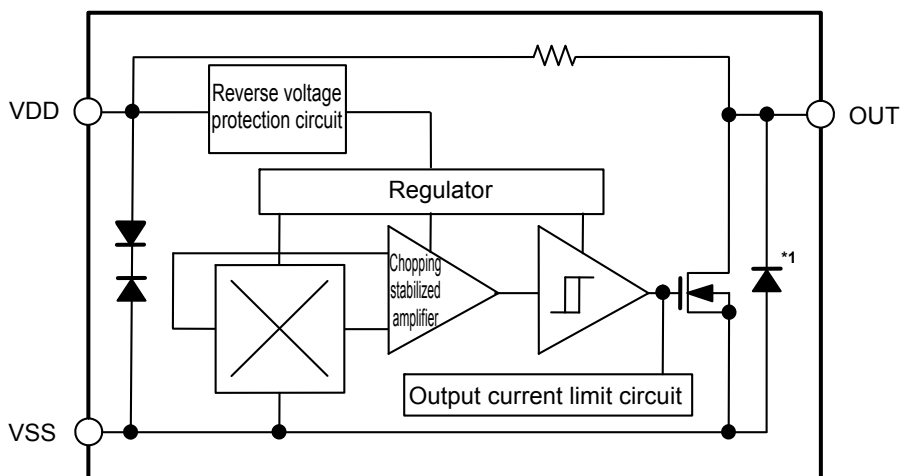 VDD
Reverse voltage
protection circuit
OUT
Regulator
Chopping
stabilized
amplifier
*1
Output current limit circuit
VSS